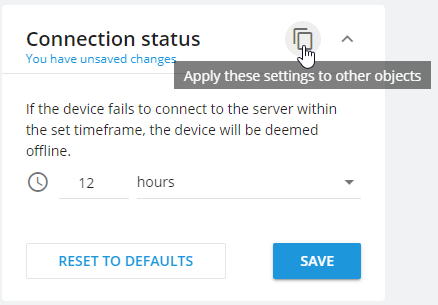 Connection status
You have unsaved changes
Apply these settings to other objects
If the device fails to connect to the server within
the set timeframe, the device will be deemed
offline.
12 hours
RESET TO DEFAULTS SAVE